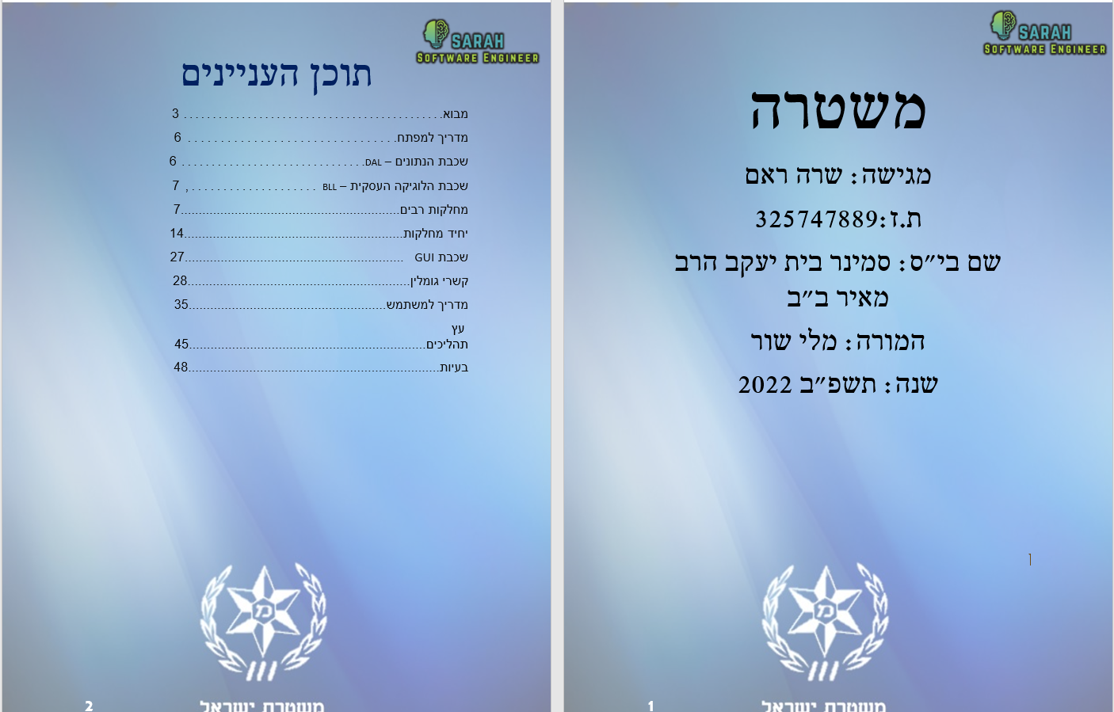 SARAH
SOFTWARE ENGINEER
משטרה
מגישה: שרה ראם
ת.ז:325747889
שם בי"ס: סמינר בית יעקב הרב
מאיר ב"ב
המורה: מלי שור
שנה: תשפ"ב 2022
מ
משטרת ישראל
1
SARAH
SOFTWARE ENGINEER
תוכן העניינים
מבוא. . . . . . . . . . . . . . . . . . . . . . . . . . . . . . . . . . . . . . . . . . . 3
מדריך למפתח. . . . . . . . . . . . . . . . . . . . . . . . . . . . . . . . . . . 6
שכבת הנתונים – DAL. . . . . . . . . . . . . . . . . . . . . . . . . . . . . . 6
שכבת הלוגיקה העסקית – BLL . . . . . . . . . . . . . . . . . . . . , 7
מחלקות רבים............................................................7
יחיד מחלקות............................................................14
שכבת GUI ............................................................27
קשרי גומלין............................................................28
מדריך למשתמש......................................................35
עץ
תהליכים................................................................45
בעיות....................................................................48
מ
משטרת ישראל
2